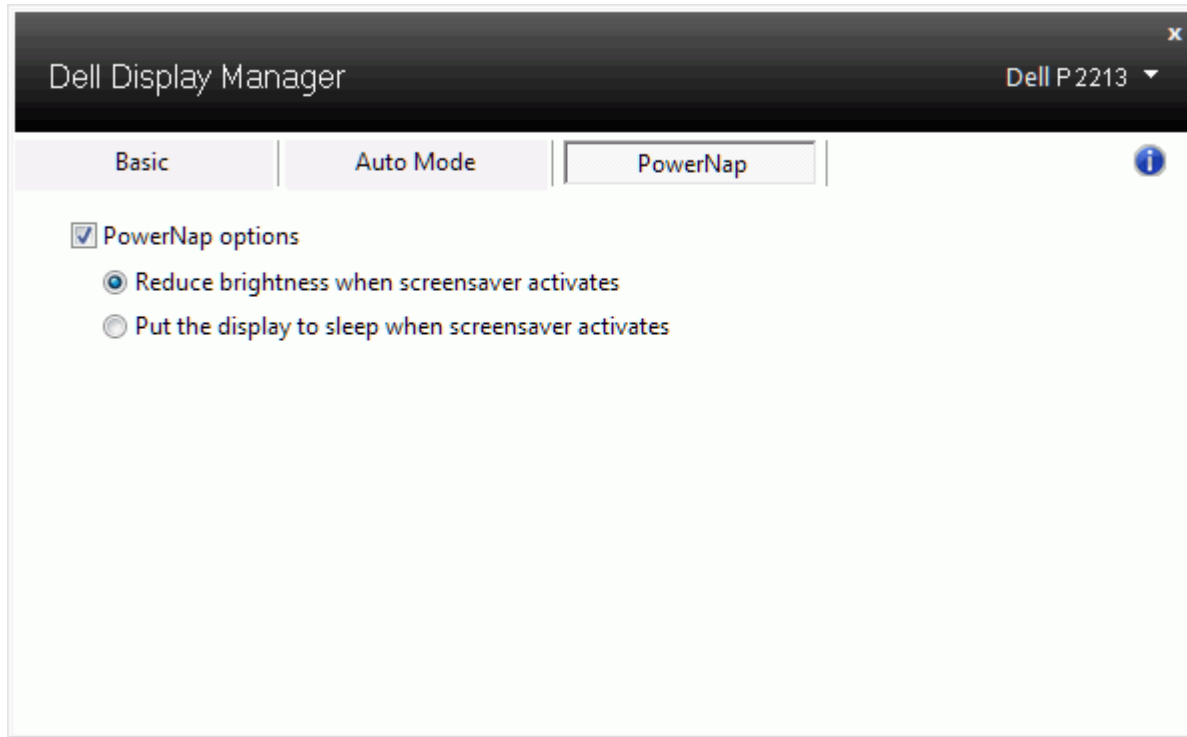 x
Dell Display Manager
Dell P2213
Basic
Auto Mode
PowerNap
PowerNap options
Reduce brightness when screensaver activates
Put the display to sleep when screensaver activates